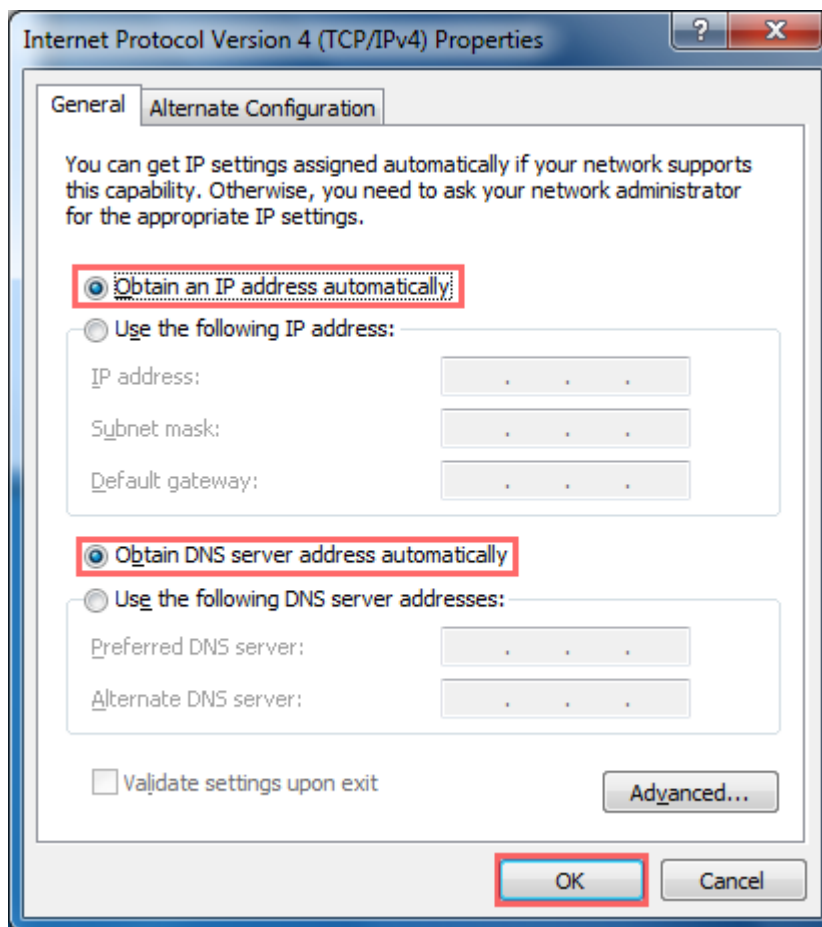 Internet Protocol Version 4 (TCP/IPv4) Properties
?
General
Alternate Configuration
You can get IP settings assigned automatically if your network supports
this capability. Otherwise, you need to ask your network administrator
for the appropriate IP settings.
Obtain an IP address automatically
Use the following IP address:
IP address:
Subnet mask:
Default gateway:
Obtain DNS server address automatically
Use the following DNS server addresses:
Preferred DNS server:
Alternate DNS server:
Validate settings upon exit
Advanced...
OK
Cancel